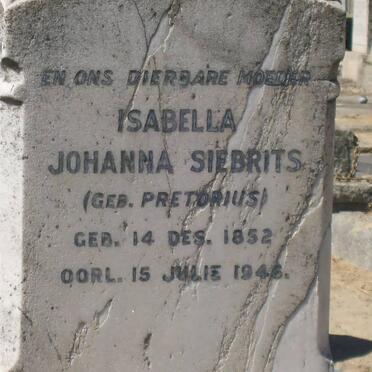 EN ONS DIERBARE MOEDER
ISABELLA
JOHANNA SIEBRITS
(GEB. PRETORIUS)
GEB. 14 DES. 1852
OORL. 15 JULIE 1946.